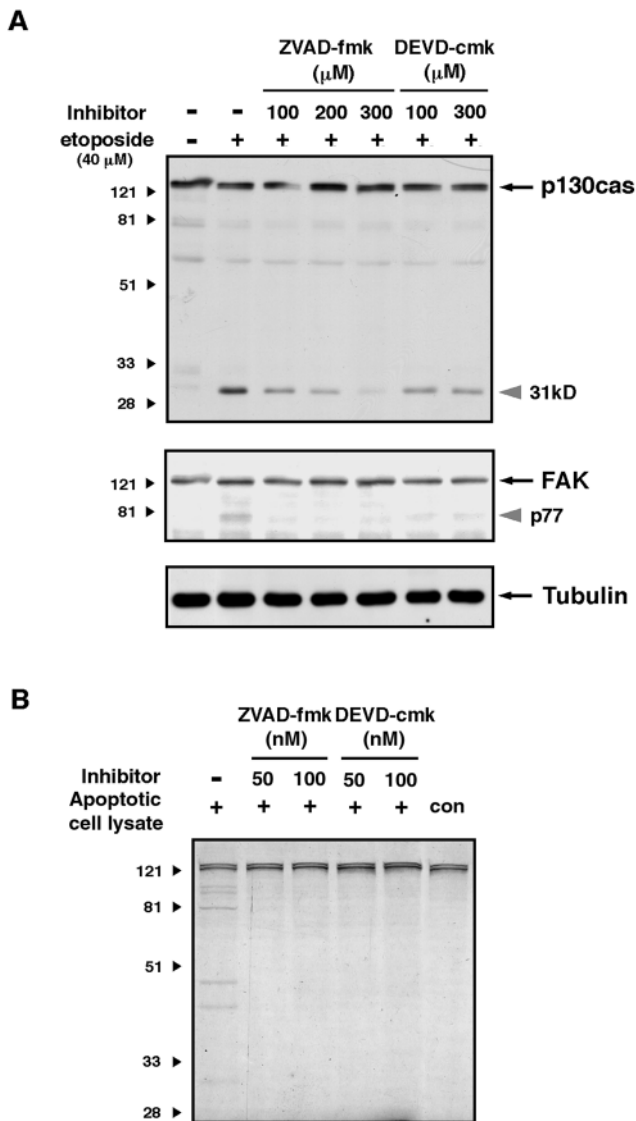 A
ZVAD-fmk DEVD-cmk
(μM) (μM)
Inhibitor - - 100 200 300 100 300
etoposide - + + + + + +
(40 μM)
121 p130cas
81
51
33
31kD
28
121 FAK
81 p77
Tubulin
B
ZVAD-fmk DEVD-cmk
(nM) (nM)
Inhibitor - 50 100 50 100
Apoptotic + + + + + con
cell lysate
121
81
51
33
28